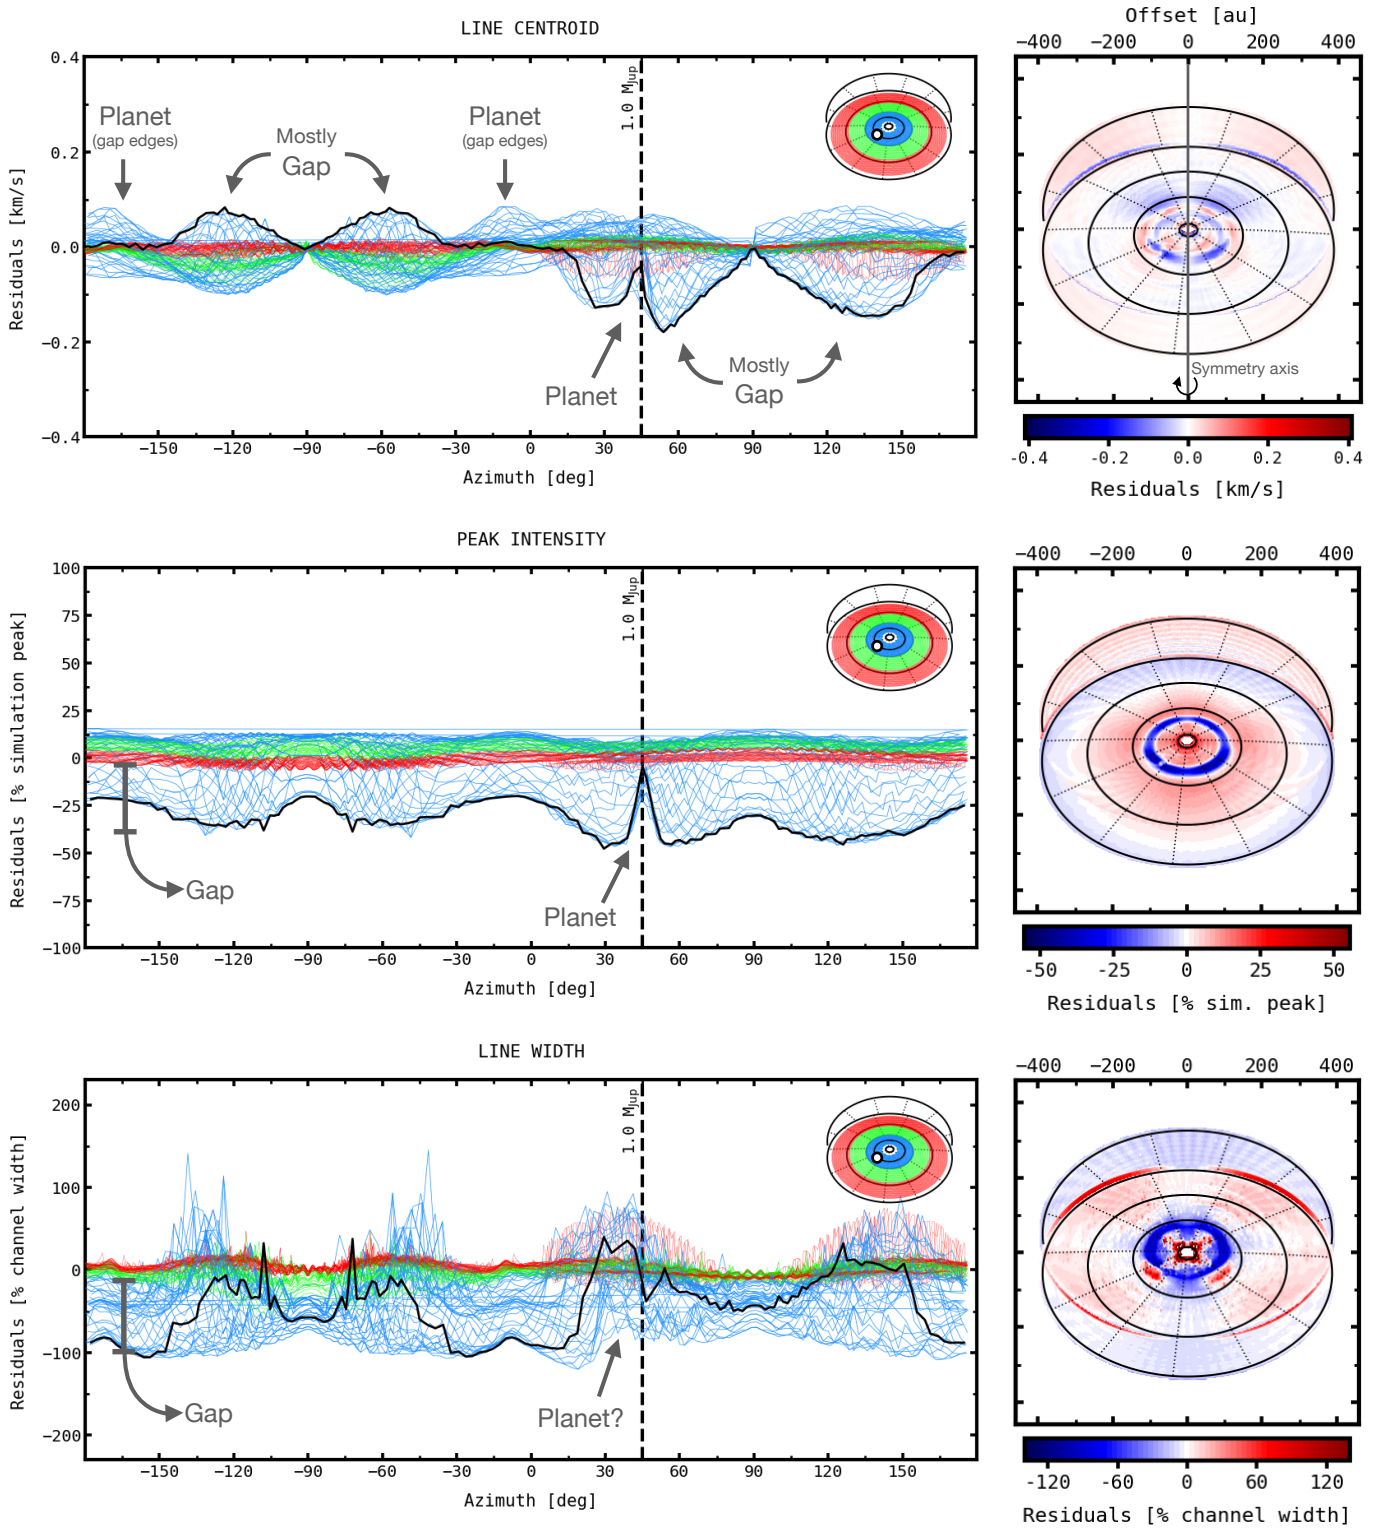 LINE CENTROID
Offset [au]
−400 −200 0 200 400
0.4
0.2
0.0
−0.2
−0.4
Residuals [km/s]
Planet
(gap edges)
Mostly
Gap
Planet
(gap edges)
1.0 MJup
Planet
Mostly
Gap
−150 −120 −90 −60 −30 0 30 60 90 120 150
Azimuth [deg]
Symmetry axis
-0.4 -0.2 0.0 0.2 0.4
Residuals [km/s]
PEAK INTENSITY
−400 −200 0 200 400
100
75
50
25
0
−25
−50
−75
−100
Residuals [% simulation peak]
1.0 MJup
Gap
Planet
−150 −120 −90 −60 −30 0 30 60 90 120 150
Azimuth [deg]
-50 -25 0 25 50
Residuals [% sim. peak]
LINE WIDTH
−400 −200 0 200 400
200
100
0
−100
−200
Residuals [% channel width]
1.0 MJup
Gap
Planet?
−150 −120 −90 −60 −30 0 30 60 90 120 150
Azimuth [deg]
-120 -60 0 60 120
Residuals [% channel width]